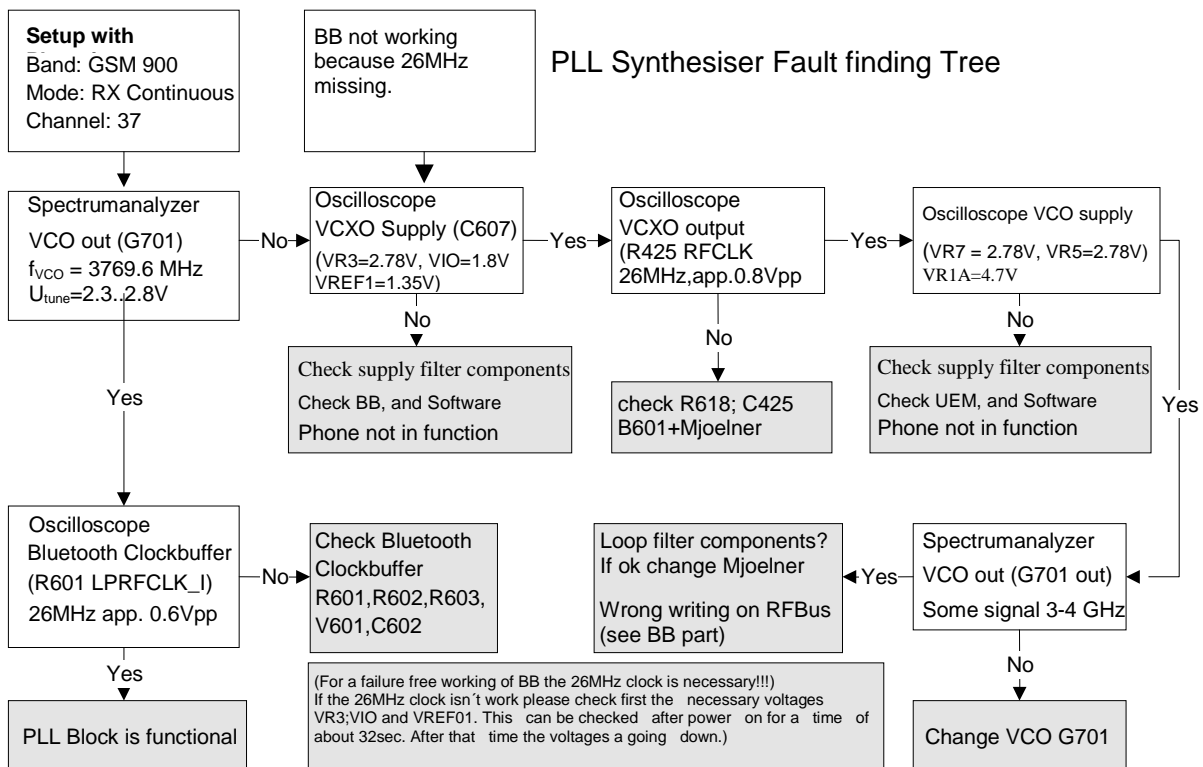 Setup with
Band: GSM 900
Mode: RX Continuous
Channel: 37
BB not working
because 26MHz
missing.
PLL Synthesiser Fault finding Tree
Spectrumanalyzer
VCO out (G701)
fVCO = 3769.6 MHz
Utune=2.3..2.8V
No
Oscilloscope
VCXO Supply (C607)
(VR3=2.78V, VIO=1.8V
VREF1=1.35V)
Yes
Oscilloscope
VCXO output
(R425 RFCLK
26MHz,app.0.8Vpp
Yes
Oscilloscope VCO supply
(VR7 = 2.78V, VR5=2.78V)
VR1A=4.7V
No
No
No
Yes
Yes
Check supply filter components
Check BB, and Software
Phone not in function
check R618; C425
B601+Mjoelner
Check supply filter components
Check UEM, and Software
Phone not in function
Oscilloscope
Bluetooth Clockbuffer
(R601 LPRFCLK_I)
26MHz app. 0.6Vpp
No
Check Bluetooth
Clockbuffer
R601,R602,R603,
V601,C602
Loop filter components?
If ok change Mjoelner
Wrong writing on RFBus
(see BB part)
Yes
Spectrumanalyzer
VCO out (G701 out)
Some signal 3-4 GHz
Yes
No
PLL Block is functional
(For a failure free working of BB the 26MHz clock is necessary!!!)
If the 26MHz clock isn´t work please check first the necessary voltages
VR3;VIO and VREF01. This can be checked after power on for a time of
about 32sec. After that time the voltages a going down.)
Change VCO G701